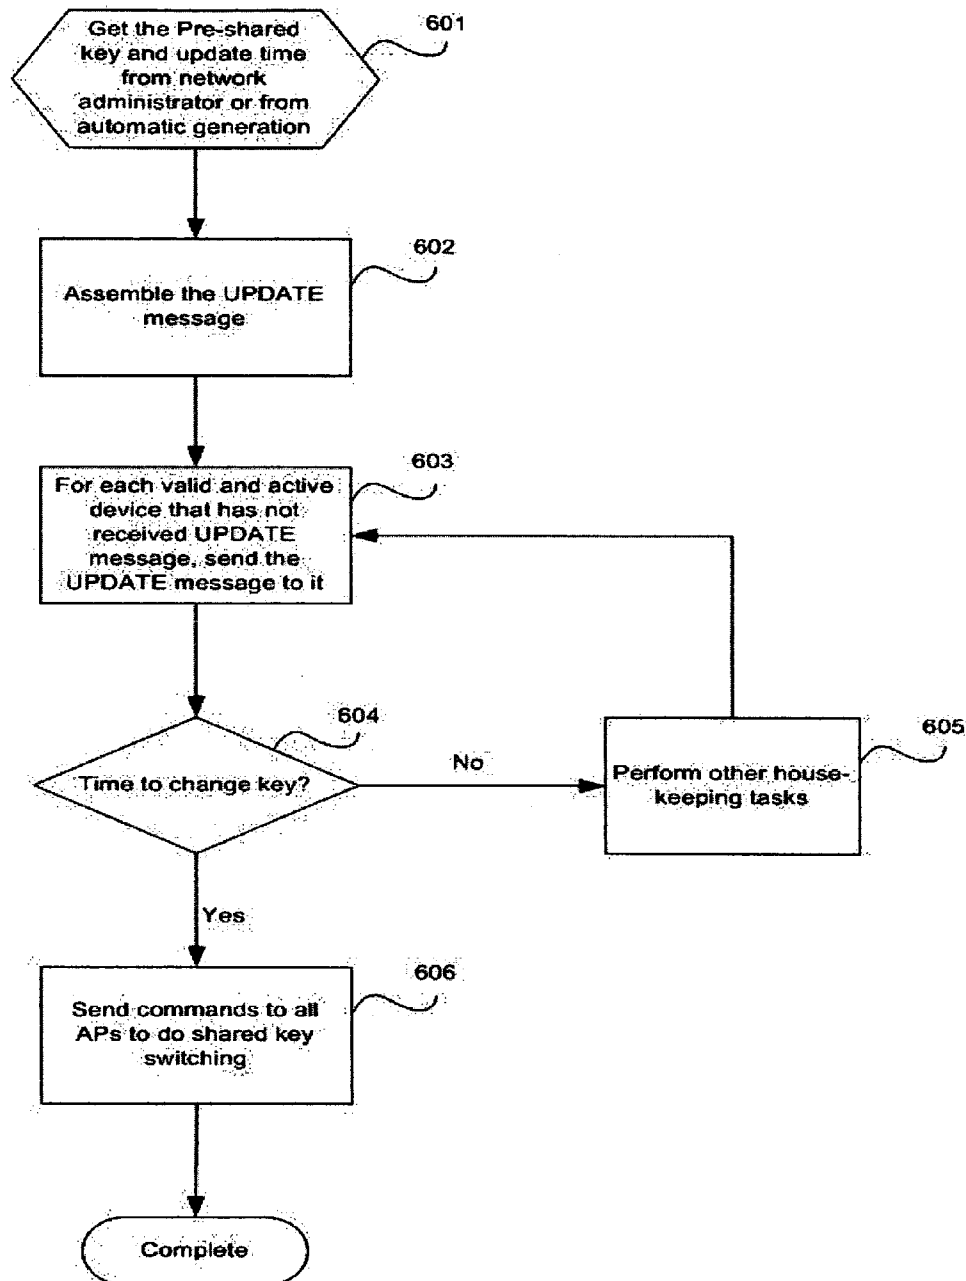 Get the Pre-shared
key and update time
from network
administrator or from
automatic generation
601
602
Assemble the UPDATE
message
603
For each valid and active
device that has not
received UPDATE
message, send the
UPDATE message to it
604
Time to change key?
No
605
Perform other house-
keeping tasks
Yes
606
Send commands to all
APs to do shared key
switching
Complete